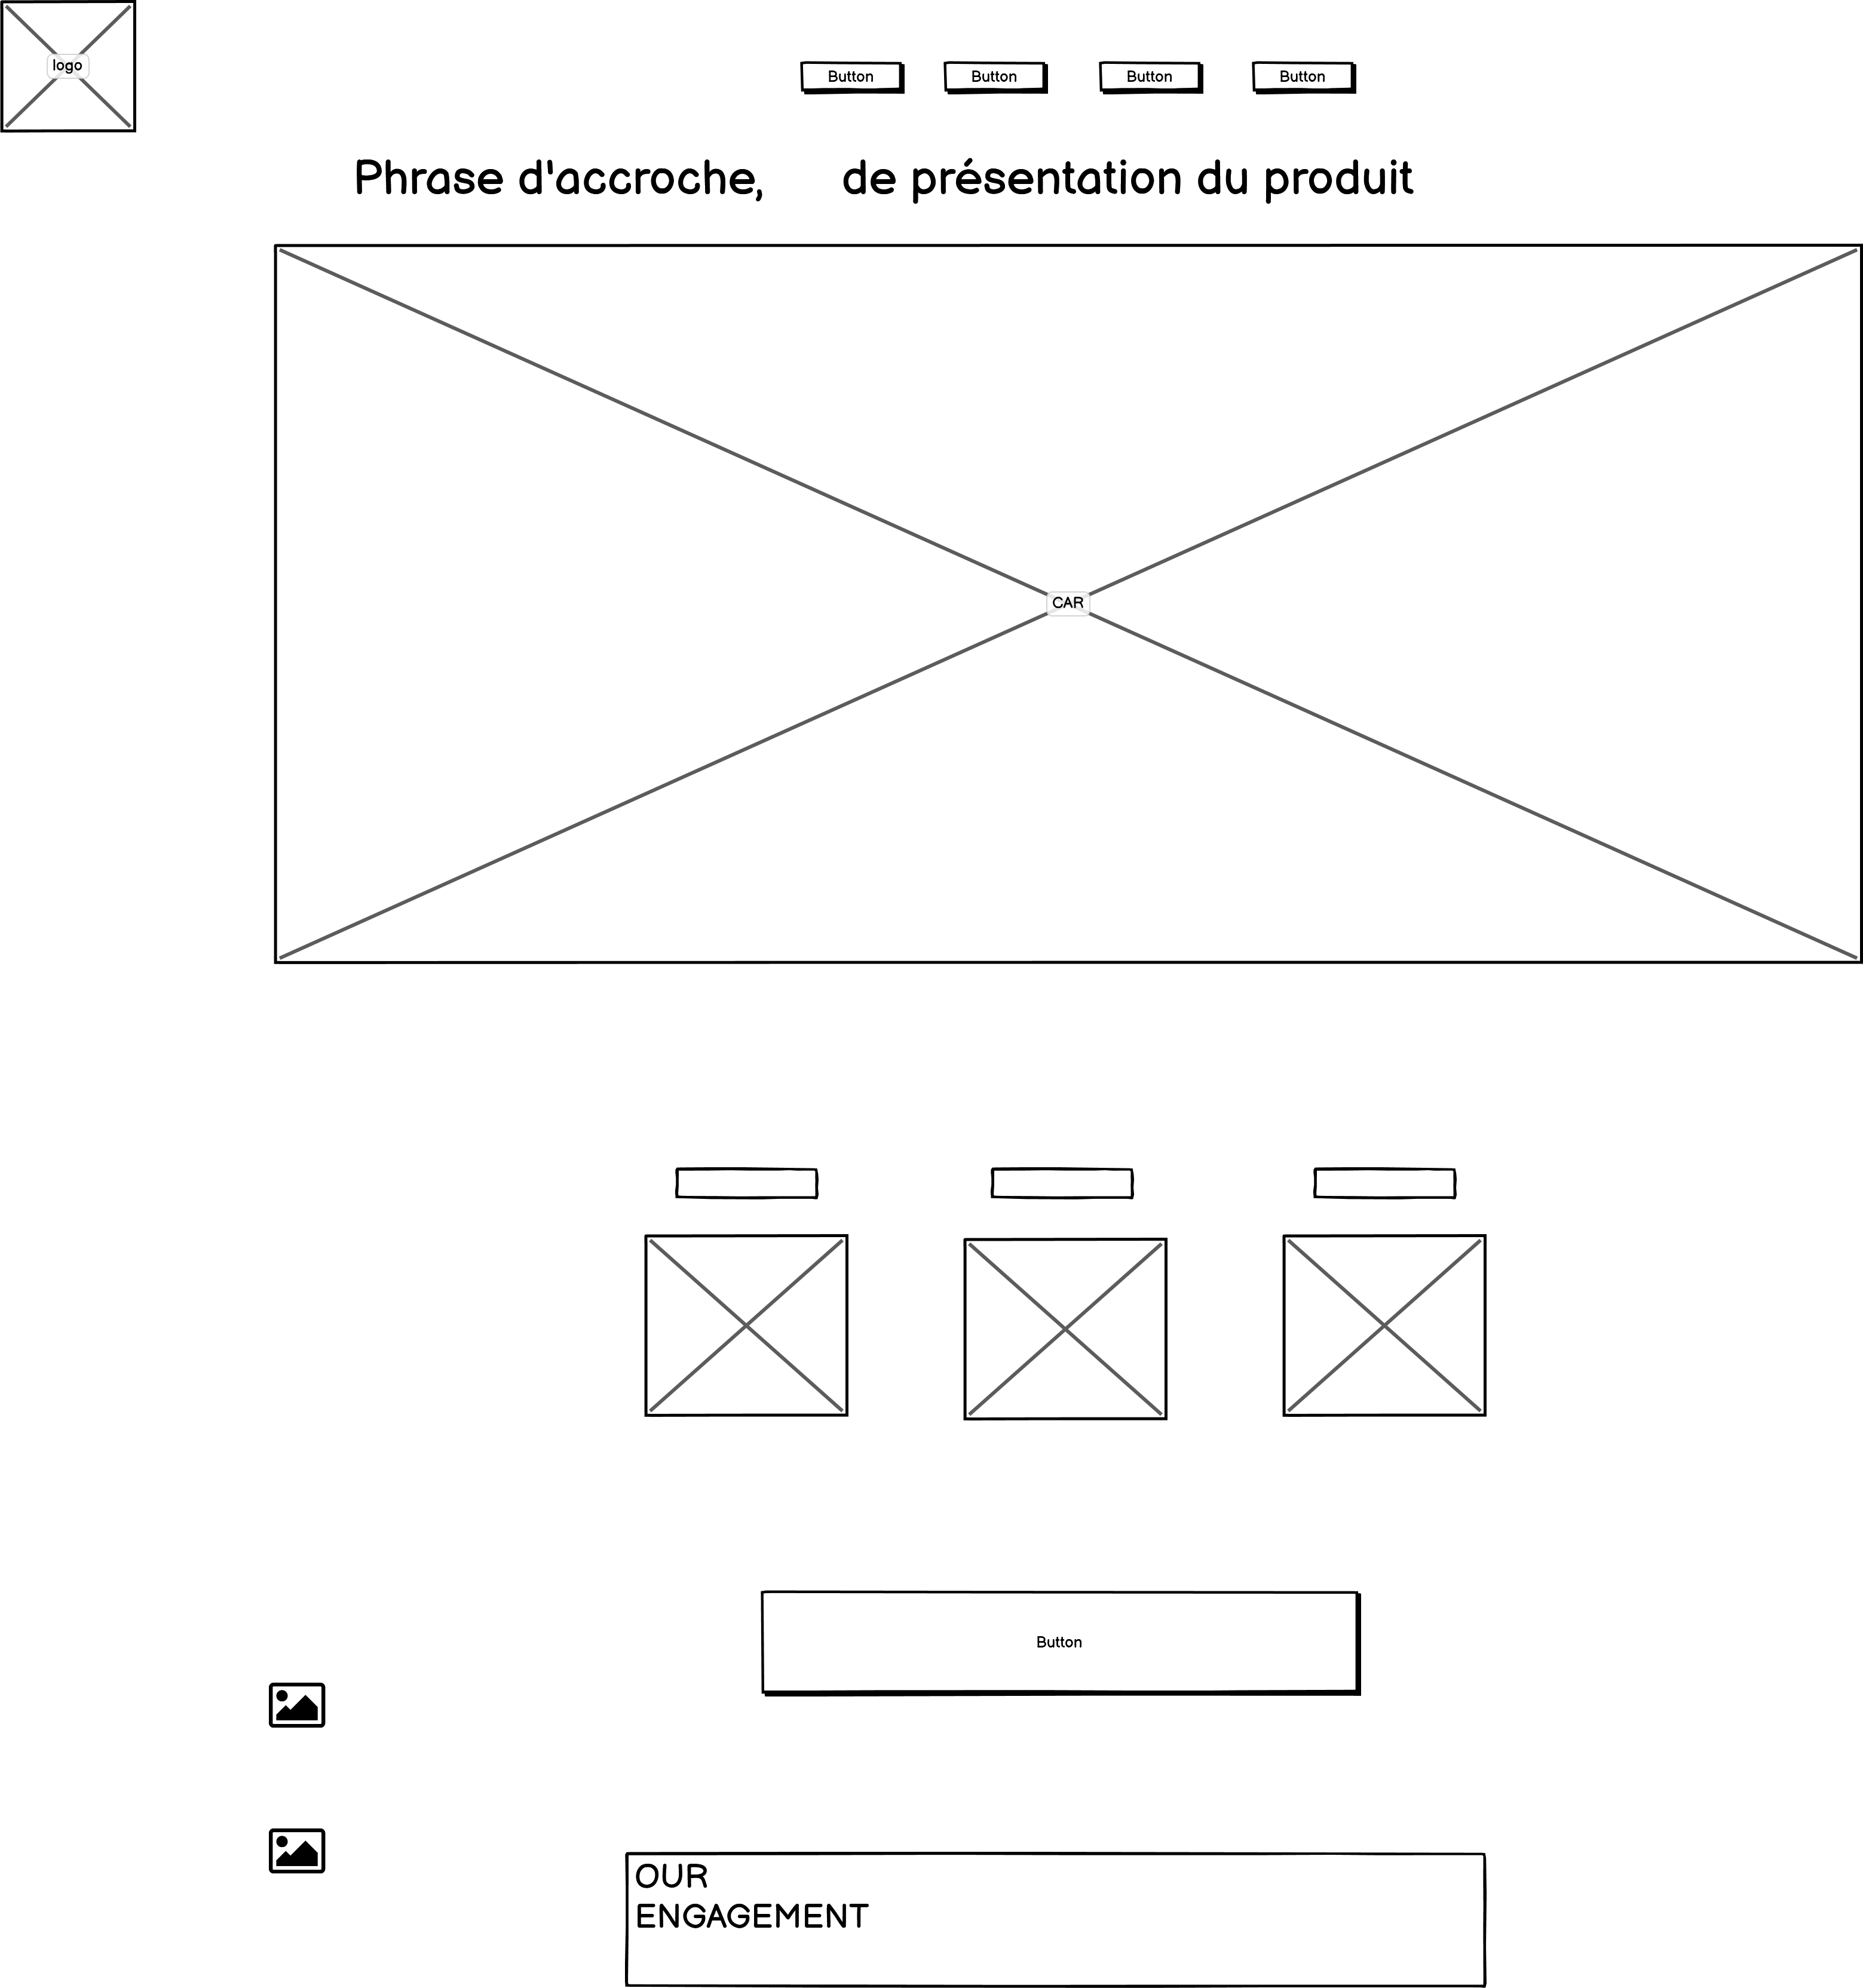 logo
Button
Button
Button
Button
Phrase d'accroche, de présentation du produit
CAR
Button
OUR
ENGAGEMENT